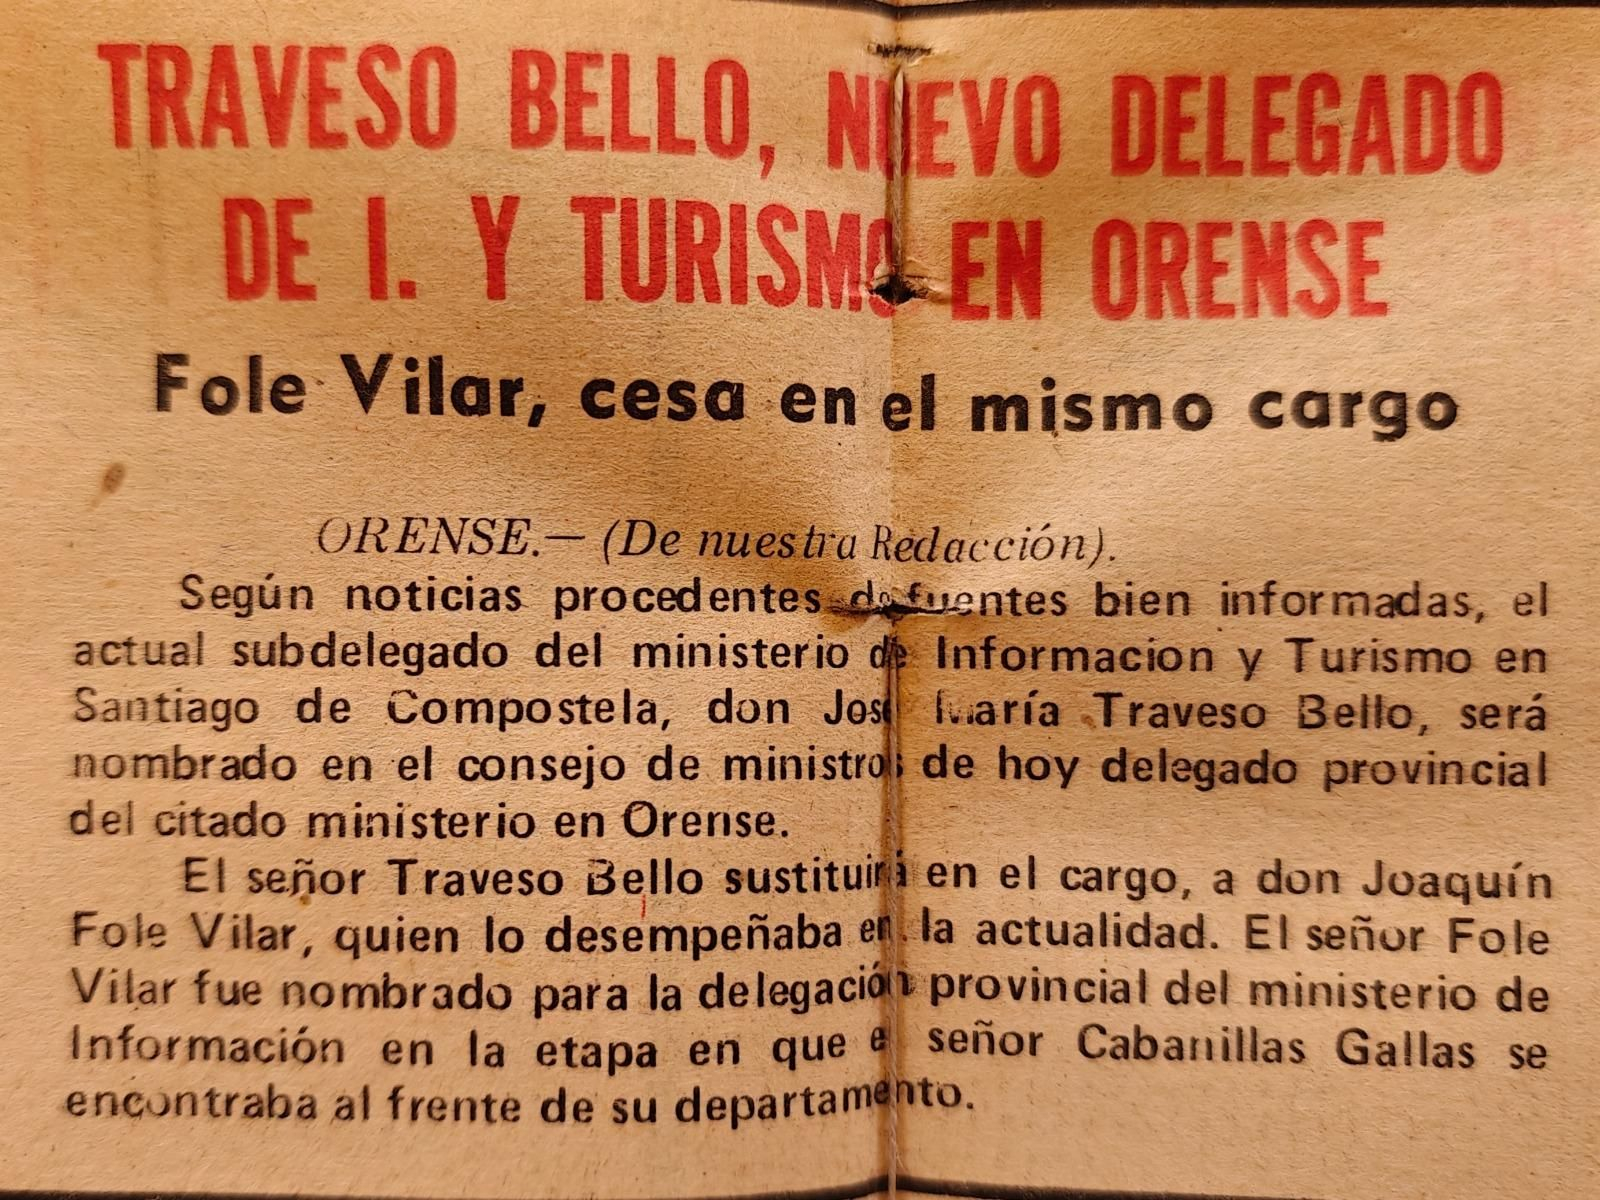 TRAVESO BELLO, NUEVO DELEGADO
DE I. Y TURISMO EN ORENSE
Fole Vilar, cesa en el mismo cargo
ORENSE.— (De nuestra Redacción).
Según noticias procedentes de fuentes bien informadas, el
actual subdelegado del ministerio de Informacion y Turismo en
Santiago de Compostela, don José María Traveso Bello, será
nombrado en el consejo de ministros de hoy delegado provincial
del citado ministerio en Orense.
El señor Traveso Bello sustituirá en el cargo, a don Joaquín
Fole Vilar, quien lo desempeñaba en la actualidad. El señor Fole
Vilar fue nombrado para la delegación provincial del ministerio de
Información en la etapa en que el señor Cabanillas Gallas se
encontraba al frente de su departamento.